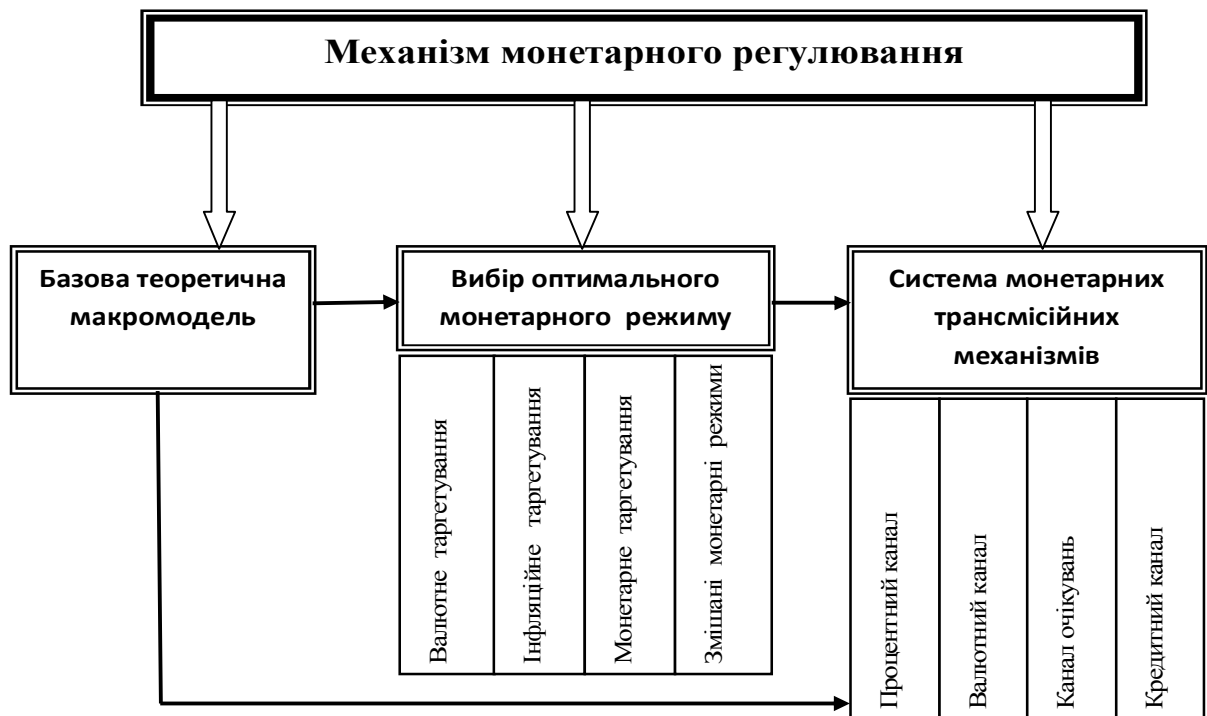 Механізм монетарного регулювання
Базова теоретична
макромодель
Вибір оптимального
монетарного режиму
Система монетарних
трансмісійних
механізмів
Валютне таргетування
Інфляційне таргетування
Монетарне таргетування
Змішані монетарні режими
Процентний канал
Валютний канал
Канал очікувань
Кредитний канал